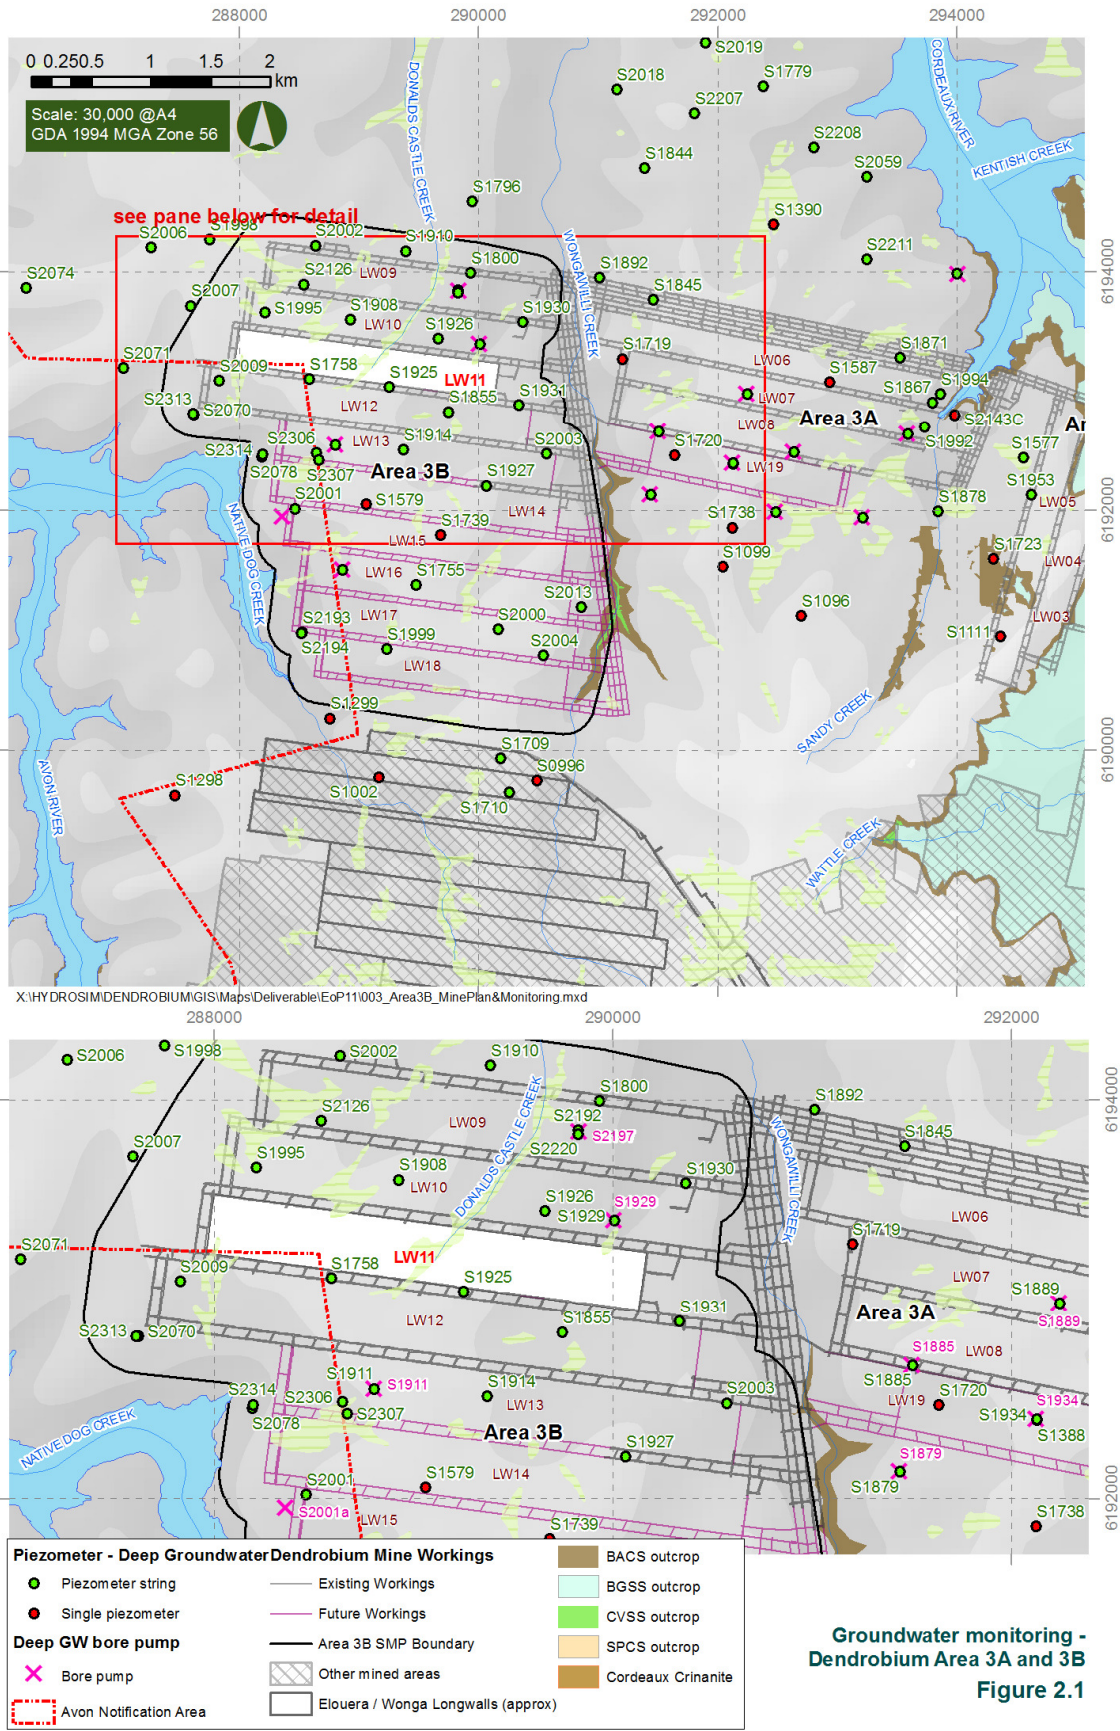 288000
290000
292000
294000
0 0.250.5 1 1.5 2
km
Scale: 30,000 @A4
GDA 1994 MGA Zone 56
DONALDS CASTLE CREEK
WONGAWILLI CREEK
CORDEAUX RIVER
KENTISH CREEK
S2019
S2018
S1779
S2207
S2208
S1844
S2059
S1796
S1390
see pane below for detail
S2006
S1998
S2002
S1910
S2211
S2074
S2126
LW09
S1800
S1892
6194000
S2007
S1995
S1908
LW10
S1930
S1845
S1926
S2071
S2009
S1758
S1925
LW11
S1719
LW06
S1871
S1587
LW07
S1867
S1994
S2313
S2070
LW12
S1855
S1931
LW08
Area 3A
S2143C
Ar
S2306
LW13
S1914
S2003
S1720
S1992
S1577
S2314
S2078
S2307
Area 3B
S1927
LW19
S1953
S2001
S1579
LW14
S1878
LW05
6192000
NATIVE DOG CREEK
S1739
LW15
S1738
S1723
LW04
S1099
LW16
S1755
S2013
S1096
LW17
S2193
S2194
S1999
S2000
S2004
LW03
S1111
LW18
S1299
SANDY CREEK
S1709
6190000
AVON RIVER
S1298
S1002
S0996
S1710
WATTLE CREEK
X:\HYDROSIM\DENDROBIUM\GIS\Maps\Deliverable\EoP11\003_Area3B_MinePlan&Monitoring.mxd
288000
290000
292000
S2006
S1998
S2002
S1910
S1800
S1892
6194000
S2126
LW09
DONALDS CASTLE CREEK
S2192
S2197
S2220
WONGAWILLI CREEK
S1845
S2007
S1995
S1908
LW10
S1930
S1926
S1929
S1929
LW06
S2071
S1719
LW11
S2009
S1758
S1925
LW07
S1889
S1889
Area 3A
S2313
S2070
LW12
S1855
S1931
LW08
S1885
S1885
S1911
S1911
S2314
S2306
S1914
LW13
S2003
LW19
S1720
S1934
S1934
S2078
S2307
Area 3B
S1388
NATIVE DOG CREEK
S1927
S1879
S1879
S1579
LW14
S2001
S2001a
LW15
S1739
S1738
6192000
Piezometer - Deep Groundwater
Piezometer string
Single piezometer
Deep GW bore pump
Bore pump
Avon Notification Area
Dendrobium Mine Workings
Existing Workings
Future Workings
Area 3B SMP Boundary
Other mined areas
Elouera / Wonga Longwalls (approx)
BACS outcrop
BGSS outcrop
CVSS outcrop
SPCS outcrop
Cordeaux Crinanite
Groundwater monitoring -
Dendrobium Area 3A and 3B
Figure 2.1